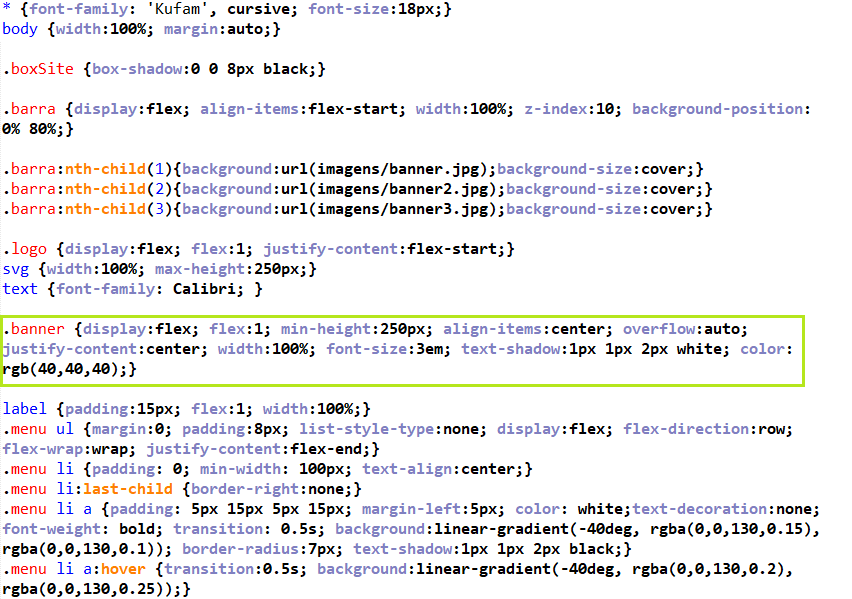 * {font-family: 'Kufam', cursive; font-size:18px;}
body {width:100%; margin:auto;}
.boxSite {box-shadow:0 0 8px black;}
.barra {display:flex; align-items:flex-start; width:100%; z-index:10; background-position:
0% 80%;}
.barra:nth-child(1){background:url(imagens/banner.jpg);background-size:cover;}
.barra:nth-child(2){background:url(imagens/banner2.jpg);background-size:cover;}
.barra:nth-child(3){background:url(imagens/banner3.jpg);background-size:cover;}
.logo {display:flex; flex:1; justify-content:flex-start;}
svg {width:100%; max-height:250px;}
text {font-family: Calibri; }
.banner {display:flex; flex:1; min-height:250px; align-items:center; overflow:auto;
justify-content:center; width:100%; font-size:3em; text-shadow:1px 1px 2px white; color:
rgb(40,40,40);}
label {padding:15px; flex:1; width:100%;}
.menu ul {margin:0; padding:8px; list-style-type:none; display:flex; flex-direction:row;
flex-wrap:wrap; justify-content:flex-end;}
.menu li {padding: 0; min-width: 100px; text-align:center;}
.menu li:last-child {border-right:none;}
.menu li a {padding: 5px 15px 5px 15px; margin-left:5px; color: white;text-decoration:none;
font-weight: bold; transition: 0.5s; background:linear-gradient(-40deg, rgba(0,0,130,0.15),
rgba(0,0,130,0.1)); border-radius:7px; text-shadow:1px 1px 2px black;}
.menu li a:hover {transition:0.5s; background:linear-gradient(-40deg, rgba(0,0,130,0.2),
rgba(0,0,130,0.25));}